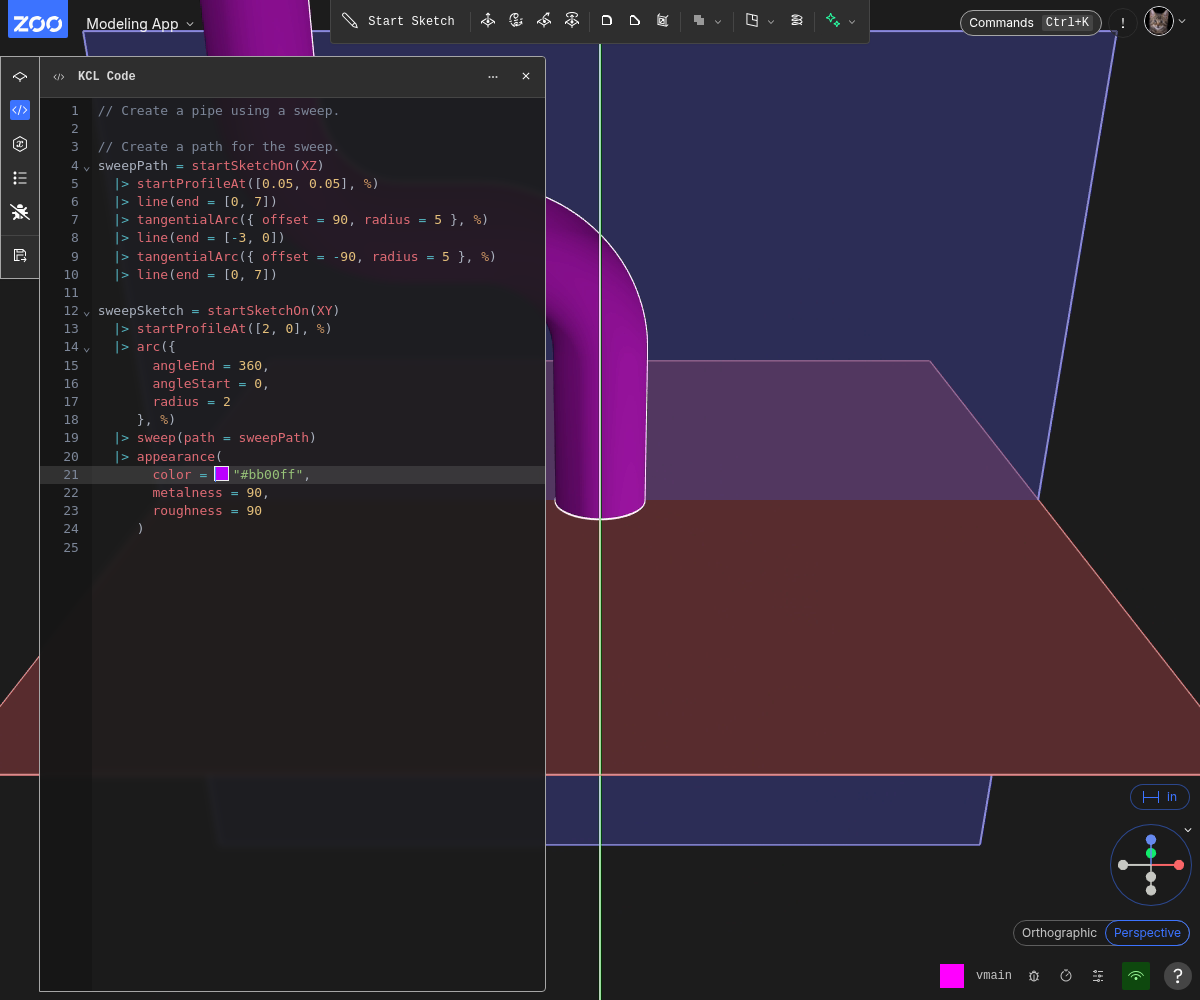 ZOO
Modeling App
Start Sketch
Commands Ctrl+K
!
</> KCL Code
1 // Create a pipe using a sweep.
2
3 // Create a path for the sweep.
4 sweepPath = startSketchOn(XZ)
5   |> startProfileAt([0.05, 0.05], %)
6   |> line(end = [0, 7])
7   |> tangentialArc({ offset = 90, radius = 5 }, %)
8   |> line(end = [-3, 0])
9   |> tangentialArc({ offset = -90, radius = 5 }, %)
10   |> line(end = [0, 7])
11
12 sweepSketch = startSketchOn(XY)
13   |> startProfileAt([2, 0], %)
14   |> arc({
15        angleEnd = 360,
16        angleStart = 0,
17        radius = 2
18      }, %)
19   |> sweep(path = sweepPath)
20   |> appearance(
21        color = "#bb00ff",
22        metalness = 90,
23        roughness = 90
24      )
25
in
Orthographic Perspective
vmain
?